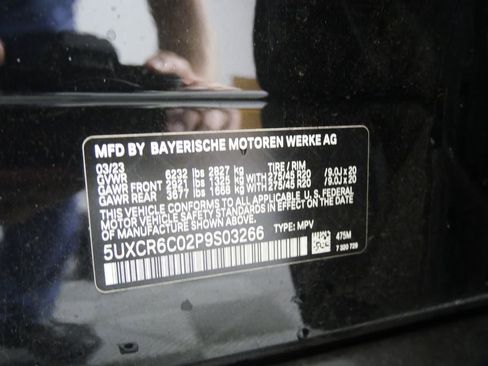 MFD BY BAYERISCHE MOTOREN WERKE AG
03/23 TIRE / RIM
GVWR 6232 lbs 2827 kg
GAWR FRONT 2921 lbs 1325 kg WITH 275/45 R20 /9.0J x 20
GAWR REAR 3677 lbs 1668 kg WITH 275/45 R20 /9.0J x 20
THIS VEHICLE CONFORMS TO ALL APPLICABLE U.S. FEDERAL
MOTOR VEHICLE SAFETY STANDARDS IN EFFECT ON THE
DATE OF MANUFACTURE SHOWN ABOVE.
5UXCR6C02P9S03266 TYPE: MPV
475M
7 320 729